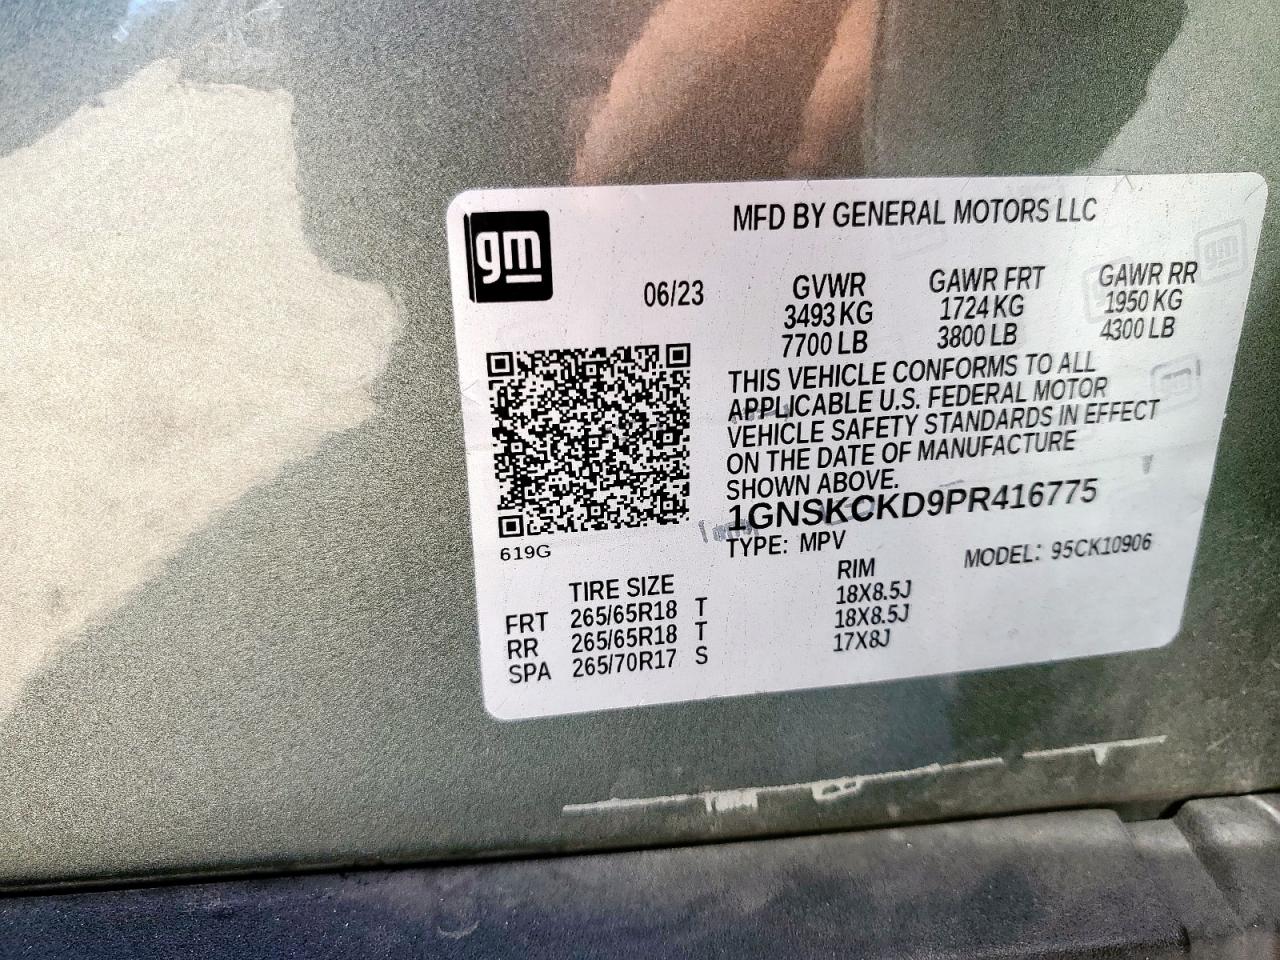 gm
MFD BY GENERAL MOTORS LLC
06/23
GVWR
3493 KG
7700 LB
GAWR FRT
1724 KG
3800 LB
GAWR RR
1950 KG
4300 LB
THIS VEHICLE CONFORMS TO ALL
APPLICABLE U.S. FEDERAL MOTOR
VEHICLE SAFETY STANDARDS IN EFFECT
ON THE DATE OF MANUFACTURE
SHOWN ABOVE.
1GNSKCKD9PR416775
TYPE: MPV
MODEL: 95CK10906
619G
TIRE SIZE
RIM
FRT 265/65R18 T 18X8.5J
RR 265/65R18 T 18X8.5J
SPA 265/70R17 S 17X8J